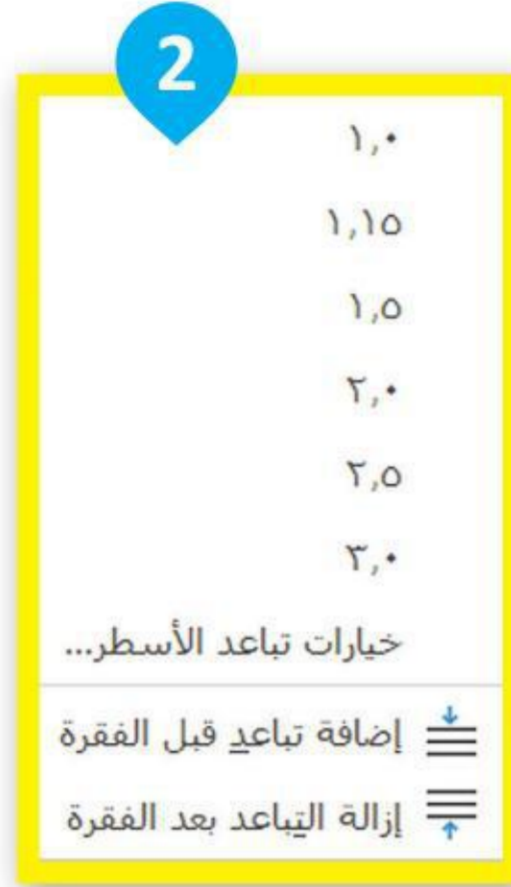 2
١,٠
١,١٥
١,٥
٢,٠
٢,٥
٣,٠
خيارات تباعد الأسطر...
إضافة تباعد قبل الفقرة
إزالة التباعد بعد الفقرة